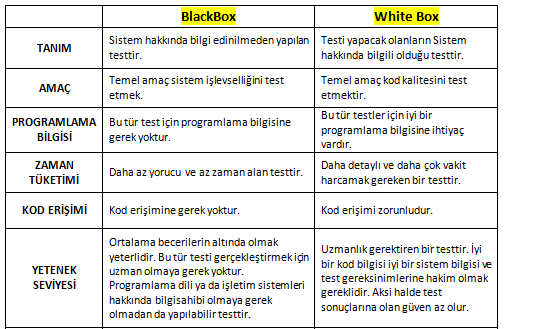 BlackBox
White Box
TANIM
Sistem hakkında bilgi edinilmeden yapılan
testtir.
Testi yapacak olanların Sistem
hakkında bilgili olduğu testtir.
AMAÇ
Temel amaç sistem işlevselliğini test
etmek.
Temel amaç kod kalitesini test
etmektir.
PROGRAMLAMA
BİLGİSİ
Bu tür test için programlama bilgisine
gerek yoktur.
Bu tür testler için iyi bir
programlama bilgisine ihtiyaç
vardır.
ZAMAN
TÜKETİMİ
Daha az yorucu ve az zaman alan testtir.
Daha detaylı ve daha çok vakit
harcamak gereken bir testtir.
KOD ERİŞİMİ
Kod erişimine gerek yoktur.
Kod erişimi zorunludur.
YETENEK
SEVİYESİ
Ortalama becerilerin altında olmak
yeterlidir. Bu tür testi gerçekleştirmek için
uzman olmaya gerek yoktur.
Programlama dili ya da işletim sistemleri
hakkında bilgisahibi olmaya gerek
olmadan da yapılabilir testtir.
Uzmanlık gerektiren bir testtir. İyi
bir kod bilgisi iyi bir sistem bilgisi ve
test gereksinimlerine hakim olmak
gereklidir. Aksi halde test
sonuçlarına olan güven az olur.